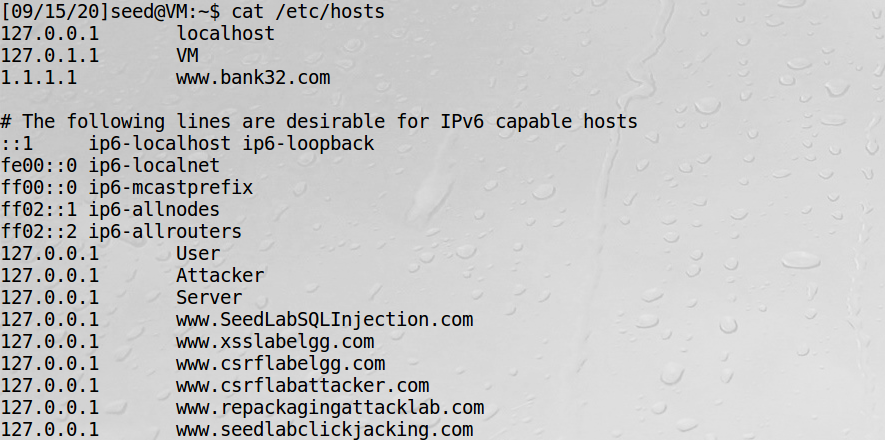 [09/15/20]seed@VM:~$ cat /etc/hosts
127.0.0.1       localhost
127.0.1.1       VM
1.1.1.1         www.bank32.com
# The following lines are desirable for IPv6 capable hosts
::1     ip6-localhost ip6-loopback
fe00::0 ip6-localnet
ff00::0 ip6-mcastprefix
ff02::1 ip6-allnodes
ff02::2 ip6-allrouters
127.0.0.1       User
127.0.0.1       Attacker
127.0.0.1       Server
127.0.0.1       www.SeedLabSQLInjection.com
127.0.0.1       www.xsslabelgg.com
127.0.0.1       www.csrflabelgg.com
127.0.0.1       www.csrflabattacker.com
127.0.0.1       www.repackagingattacklab.com
127.0.0.1       www.seedlabclickjacking.com